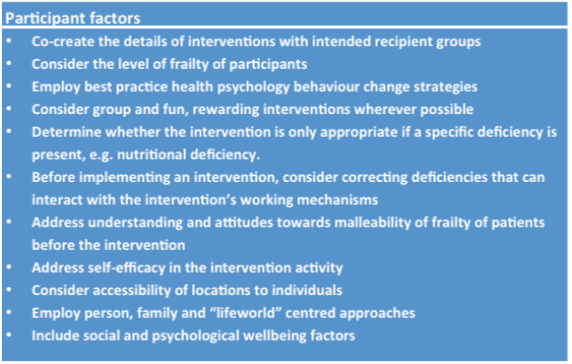 Participant factors
• Co-create the details of interventions with intended recipient groups
• Consider the level of frailty of participants
• Employ best practice health psychology behaviour change strategies
• Consider group and fun, rewarding interventions wherever possible
• Determine whether the intervention is only appropriate if a specific deficiency is
present, e.g. nutritional deficiency.
• Before implementing an intervention, consider correcting deficiencies that can
interact with the intervention's working mechanisms
• Address understanding and attitudes towards malleability of frailty of patients
before the intervention
• Address self-efficacy in the intervention activity
• Consider accessibility of locations to individuals
• Employ person, family and “lifeworld” centred approaches
• Include social and psychological wellbeing factors